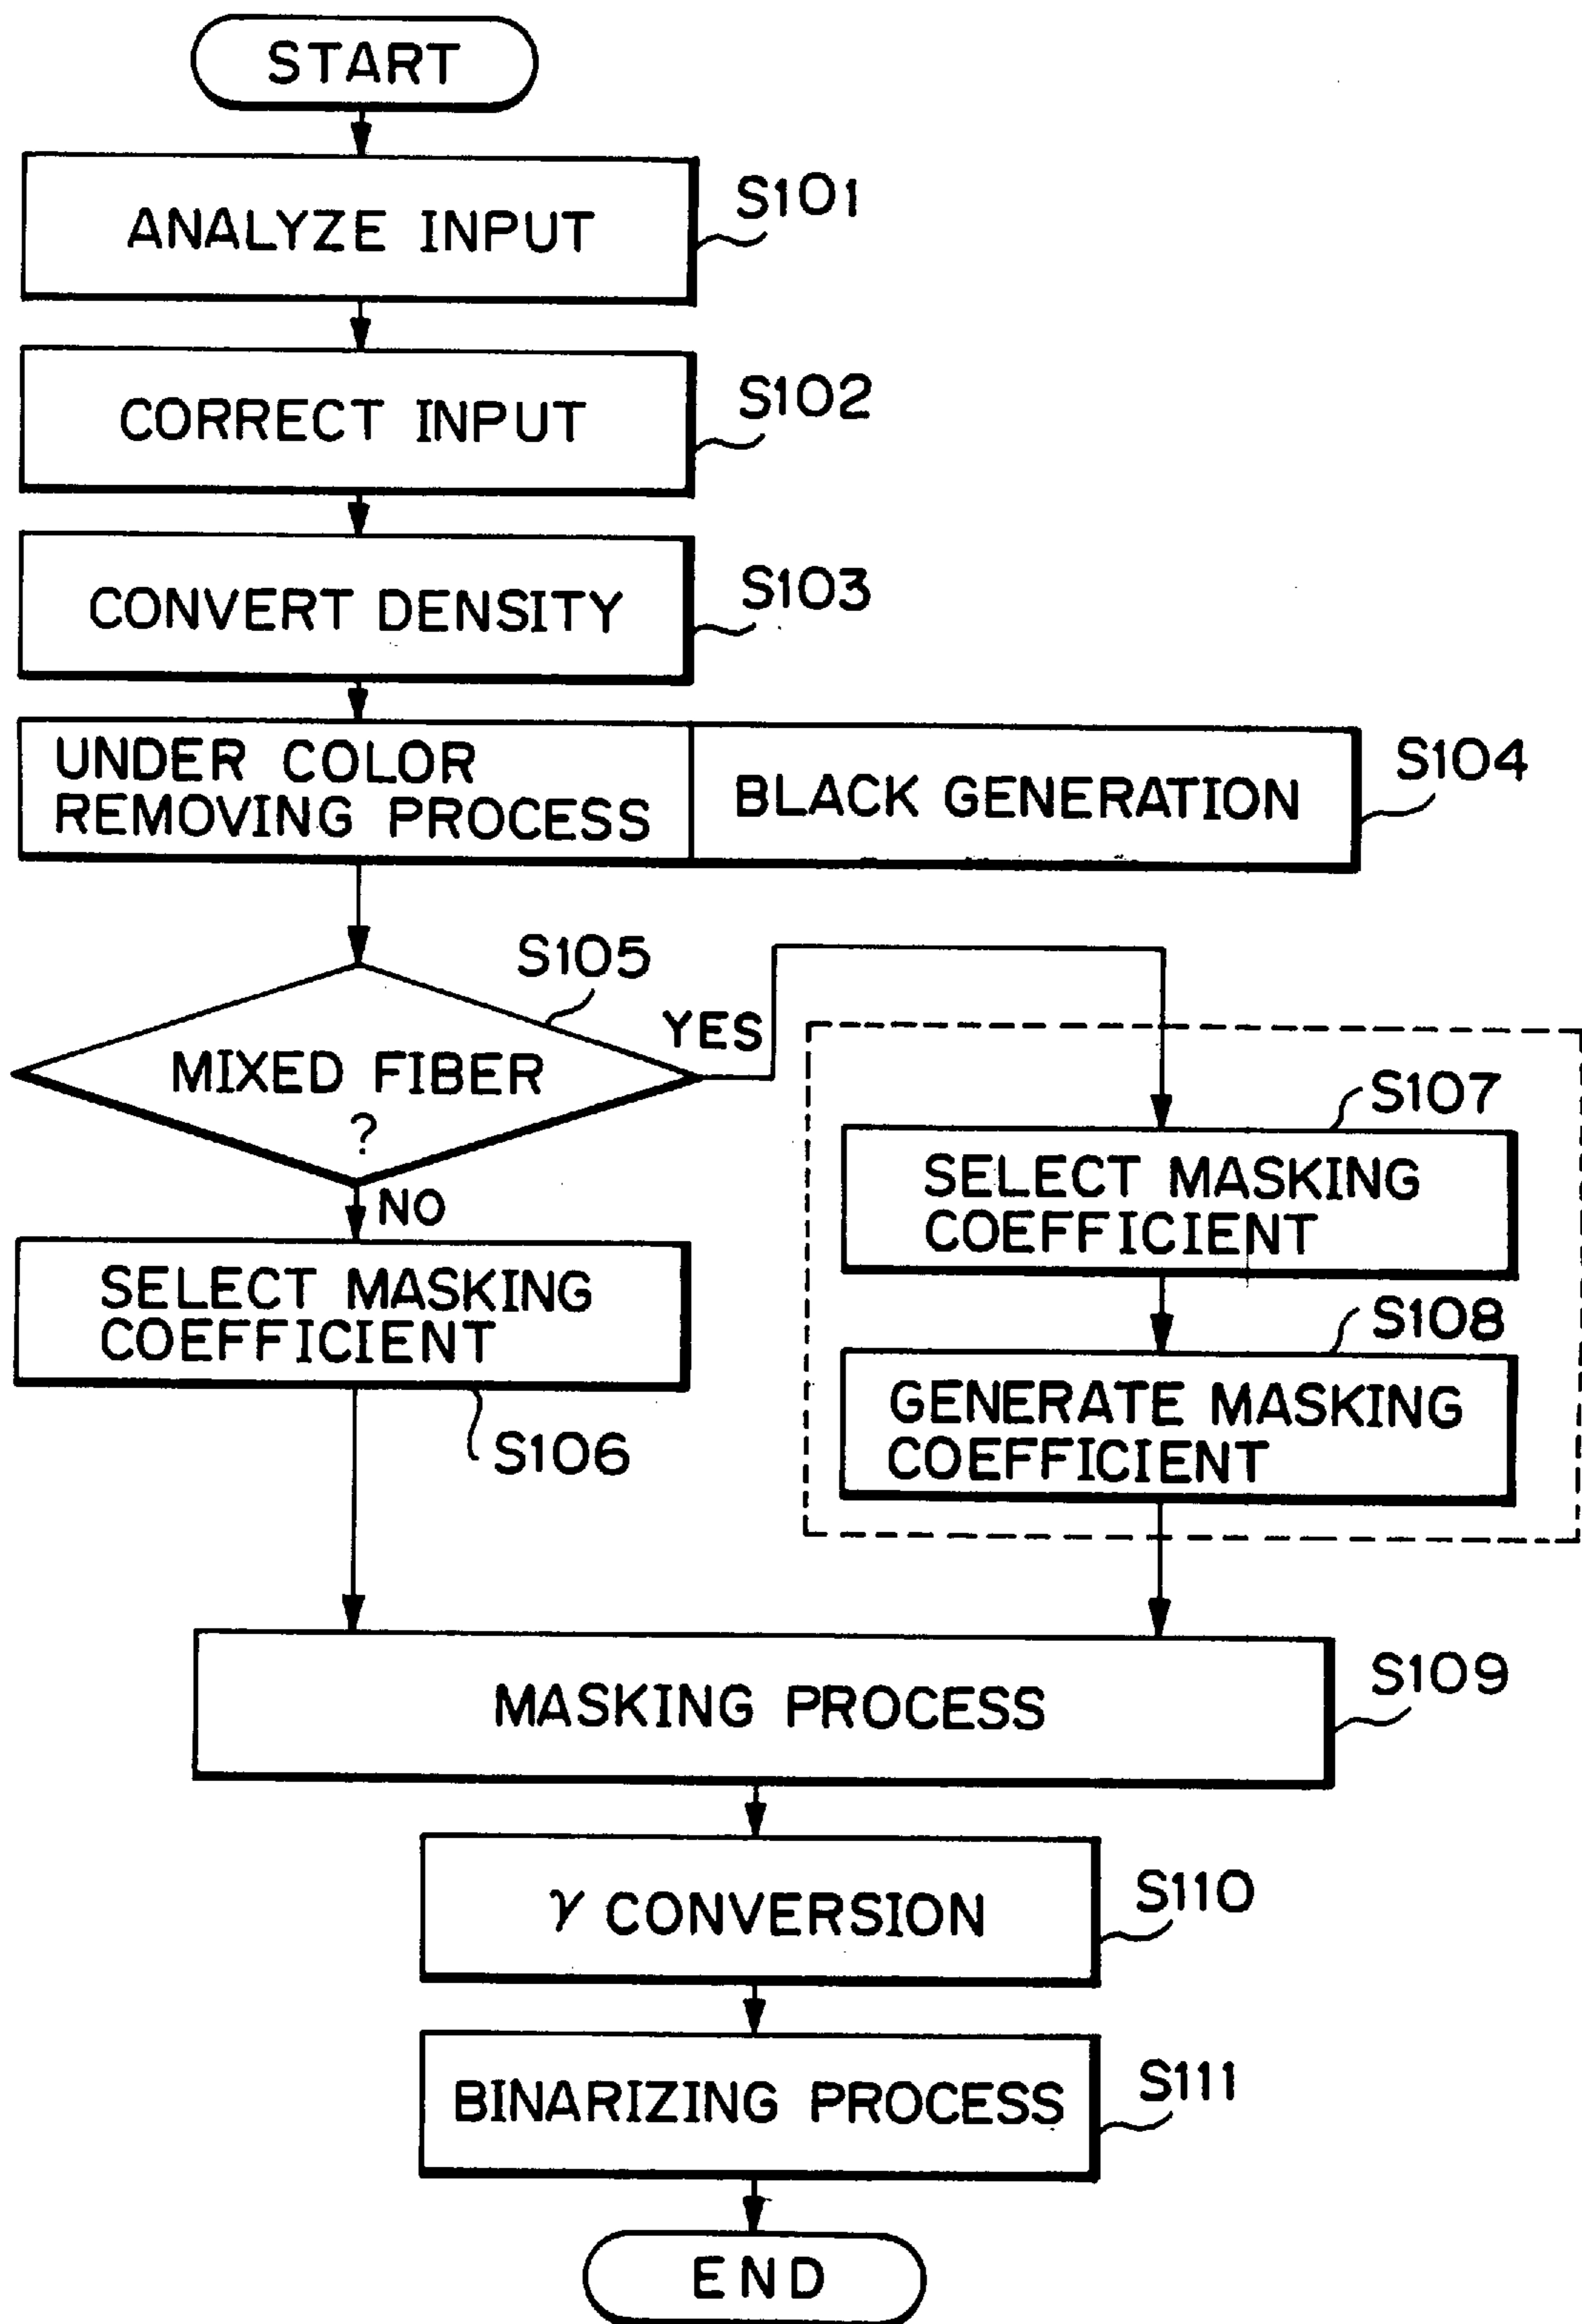 START
ANALYZE INPUT
S101
CORRECT INPUT
S102
CONVERT DENSITY
S103
UNDER COLOR
REMOVING PROCESS
BLACK GENERATION
S104
S105
MIXED FIBER
?
YES
NO
SELECT MASKING
COEFFICIENT
S106
S107
SELECT MASKING
COEFFICIENT
S108
GENERATE MASKING
COEFFICIENT
MASKING PROCESS
S109
γ CONVERSION
S110
BINARIZING PROCESS
S111
END